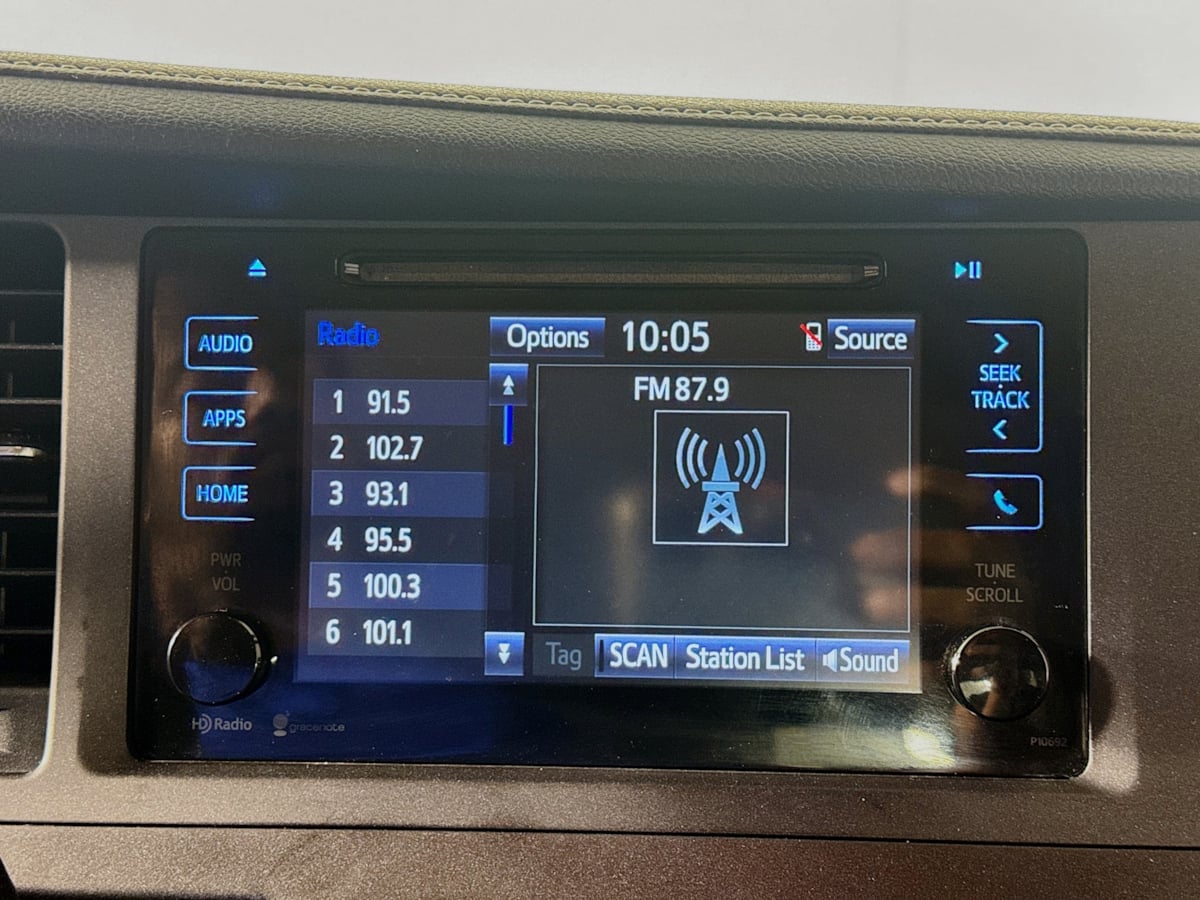 AUDIO
APPS
HOME
PWR
VOL
Radio
Options
10:05
Source
1 91.5
2 102.7
3 93.1
4 95.5
5 100.3
6 101.1
FM 87.9
Tag
SCAN
Station List
Sound
SEEK
TRACK
TUNE
SCROLL
HD Radio
gracenote
P10692